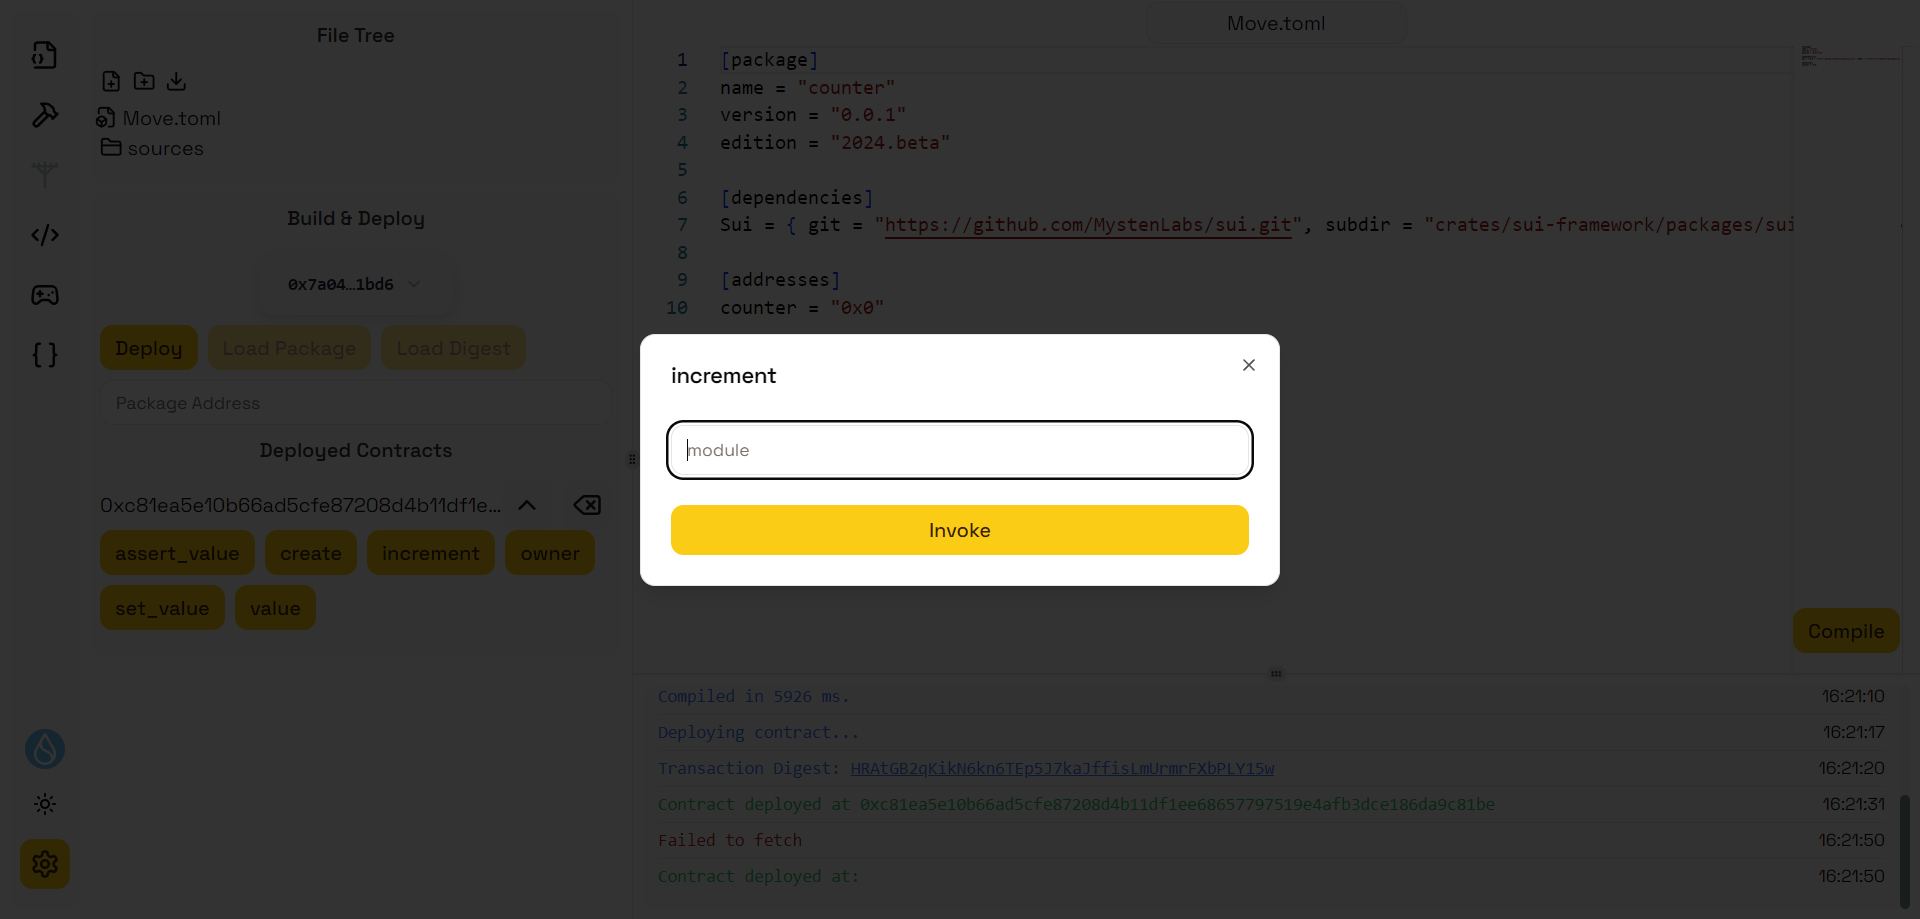 File Tree
Move.toml
sources
Build & Deploy
0x7a04…1bd6
Deploy
Load Package
Load Digest
Package Address
Deployed Contracts
0xc81ea5e10b66ad5cfe87208d4b11df1e...
assert_value
create
increment
owner
set_value
value
Move.toml
1 [package]
2 name = "counter"
3 version = "0.0.1"
4 edition = "2024.beta"
5
6 [dependencies]
7 Sui = { git = "https://github.com/MystenLabs/sui.git", subdir = "crates/sui-framework/packages/sui
8
9 [addresses]
10 counter = "0x0"
increment
module
Invoke
Compile
Compiled in 5926 ms. 16:21:10
Deploying contract... 16:21:17
Transaction Digest: HRAtGB2qKikN6kn6TEp5J7kaJffisLmUrmrFXbPLY15w 16:21:20
Contract deployed at 0xc81ea5e10b66ad5cfe87208d4b11df1ee68657797519e4afb3dce186da9c81be 16:21:31
Failed to fetch 16:21:50
Contract deployed at: 16:21:50